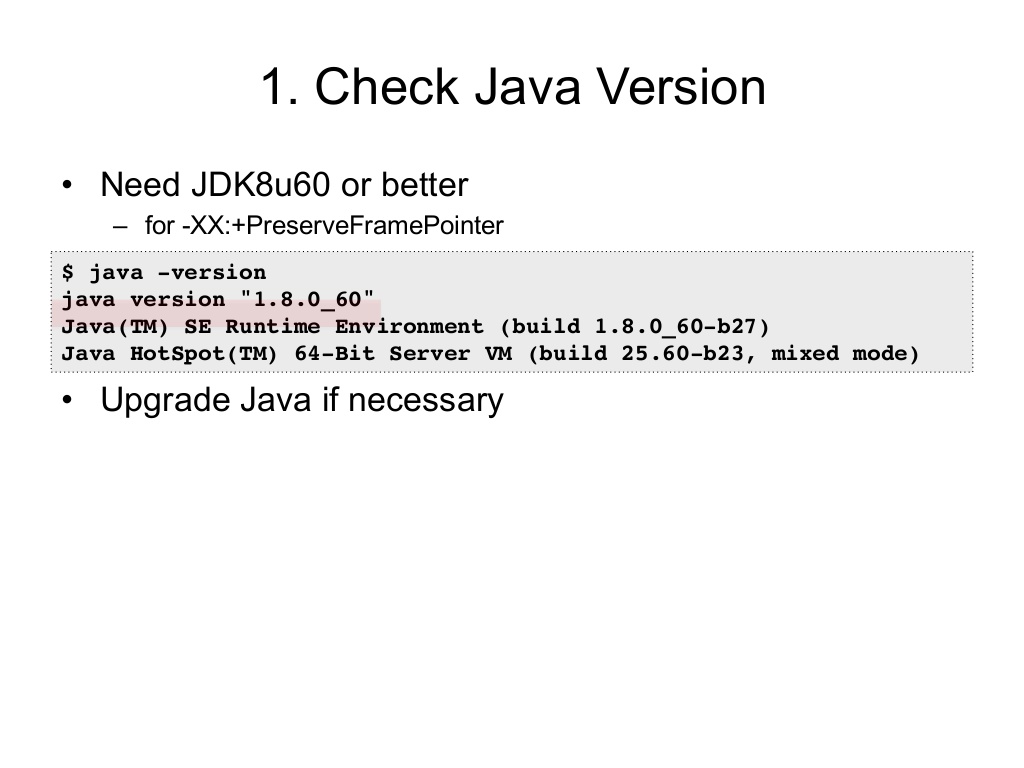 1. Check Java Version
• Need JDK8u60 or better
– for -XX:+PreserveFramePointer
$ java -version
java version "1.8.0_60"
Java(TM) SE Runtime Environment (build 1.8.0_60-b27)
Java HotSpot(TM) 64-Bit Server VM (build 25.60-b23, mixed mode)
• Upgrade Java if necessary